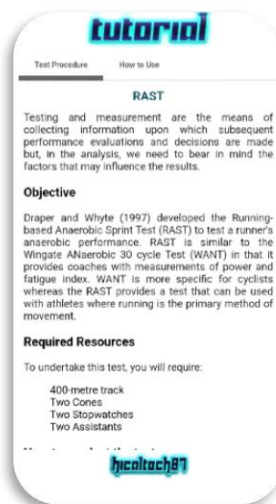 tutorial
Test Procedure How to Use
RAST
Testing and measurement are the means of
collecting information upon which subsequent
performance evaluations and decisions are made
but, in the analysis, we need to bear in mind the
factors that may influence the results.
Objective
Draper and Whyte (1997) developed the Running-
based Anaerobic Sprint Test (RAST) to test a runner's
anaerobic performance. RAST is similar to the
Wingate ANaerobic 30 cycle Test (WANT) in that it
provides coaches with measurements of power and
fatigue index. WANT is more specific for cyclists
whereas the RAST provides a test that can be used
with athletes where running is the primary method of
movement.
Required Resources
To undertake this test, you will require:
400-metre track
Two Cones
Two Stopwatches
Two Assistants
hicoltech87